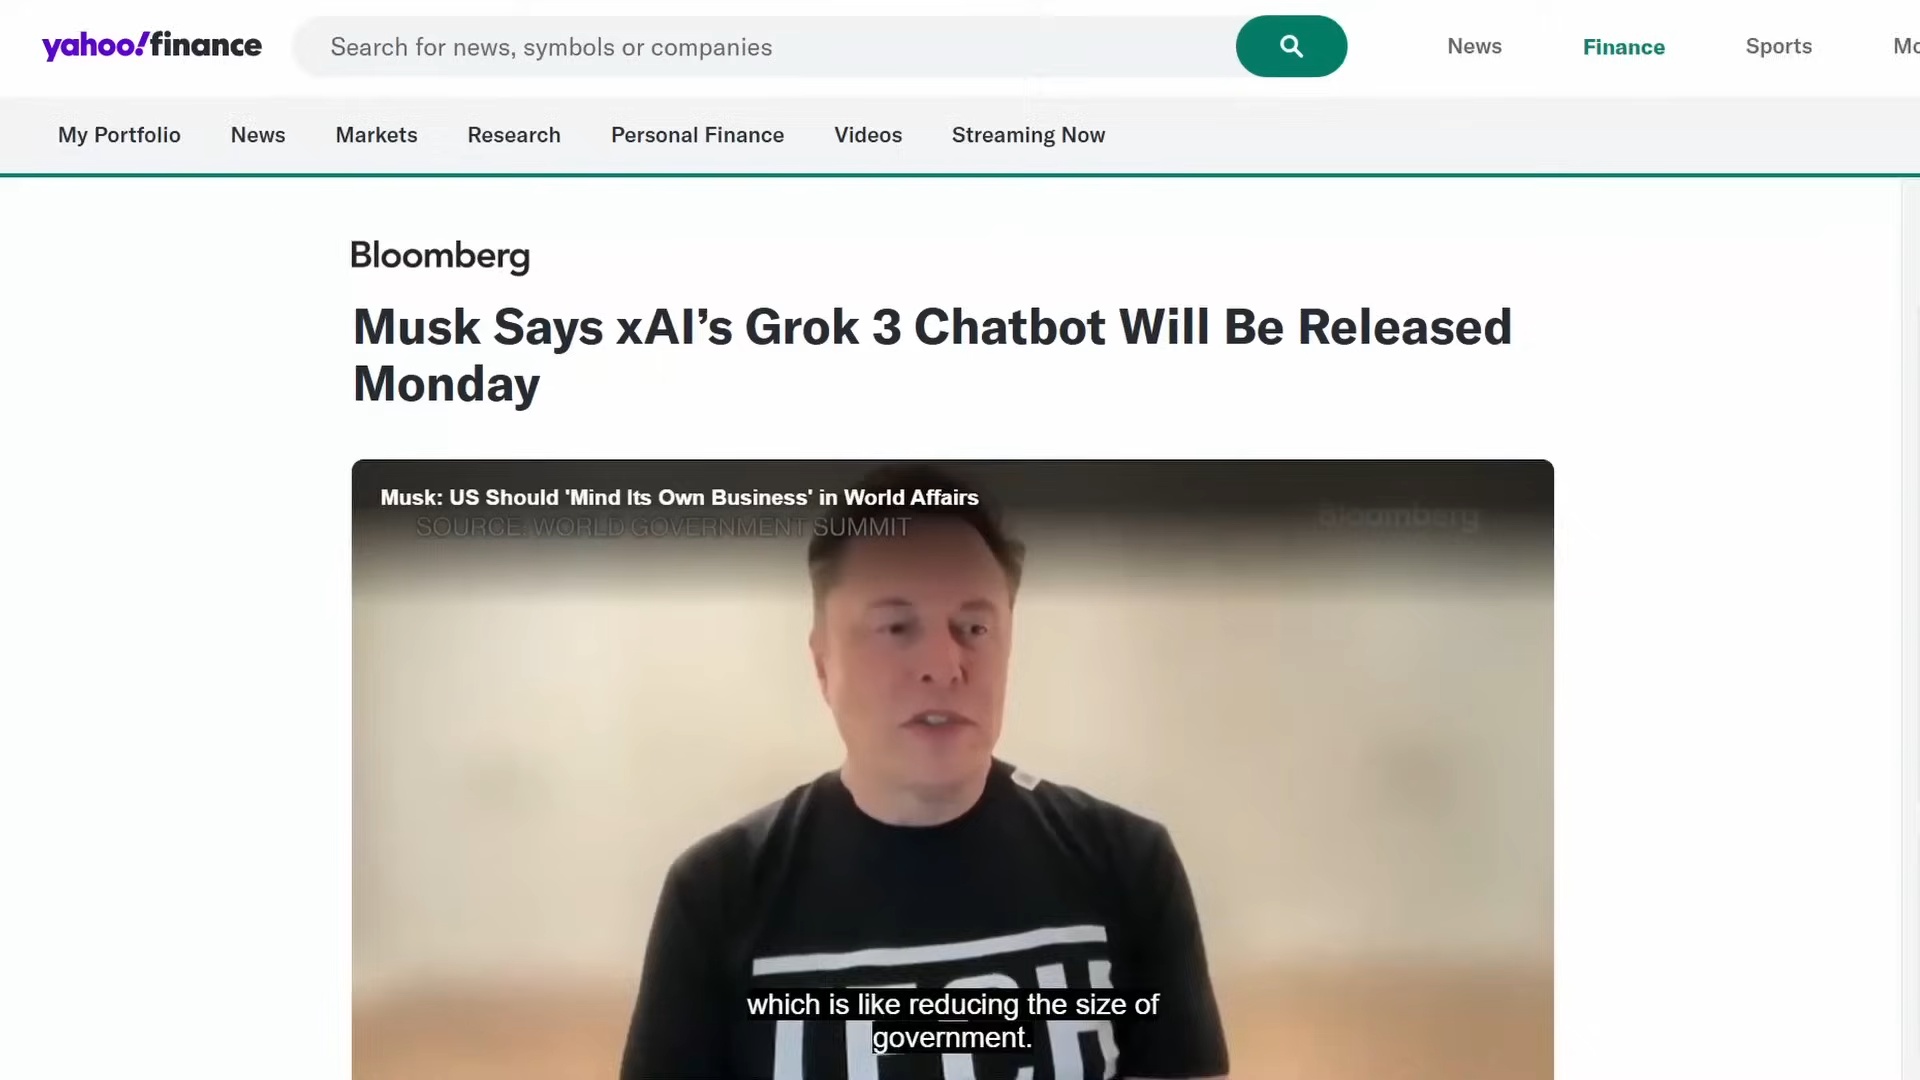 yahoo!finance
Search for news, symbols or companies
News
Finance
Sports
My Portfolio
News
Markets
Research
Personal Finance
Videos
Streaming Now
Bloomberg
Musk Says xAI’s Grok 3 Chatbot Will Be Released
Monday
Musk: US Should 'Mind Its Own Business' in World Affairs
SOURCE: WORLD GOVERNMENT SUMMIT
Bloomberg
TECH
which is like reducing the size of
government.